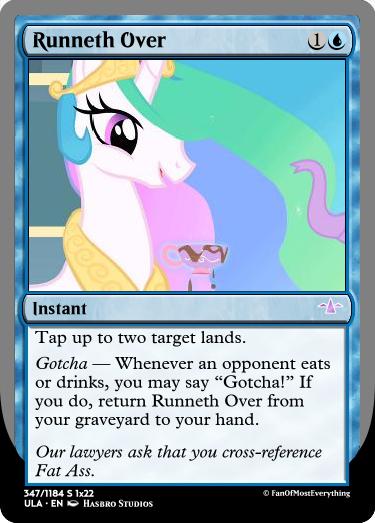 Runneth Over 1
Instant
Tap up to two target lands.
Gotcha — Whenever an opponent eats
or drinks, you may say “Gotcha!” If
you do, return Runneth Over from
your graveyard to your hand.
Our lawyers ask that you cross-reference
Fat Ass.
347/1184 S 1x22
ULA • EN Hasbro Studios
© FanOfMostEverything